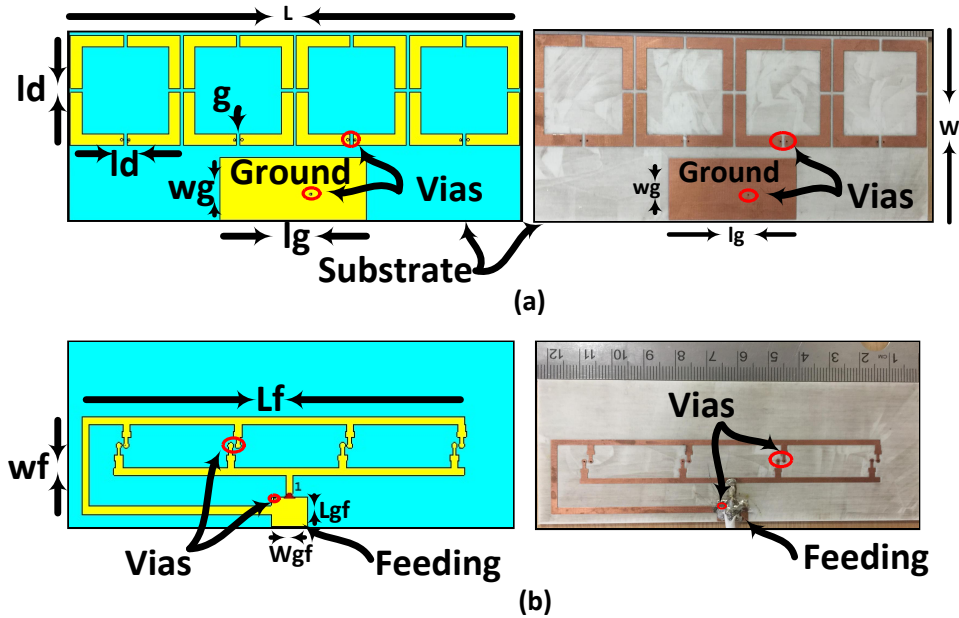 L
ld
g
ld
wg
Ground
Vias
lg
Substrate
W
wg
Ground
Vias
lg
(a)
Lf
wf
1
Lgf
Wgf
Vias
Feeding
12 11 10 9 8 7 6 5 4 3 2 CM 1
Vias
Feeding
(b)